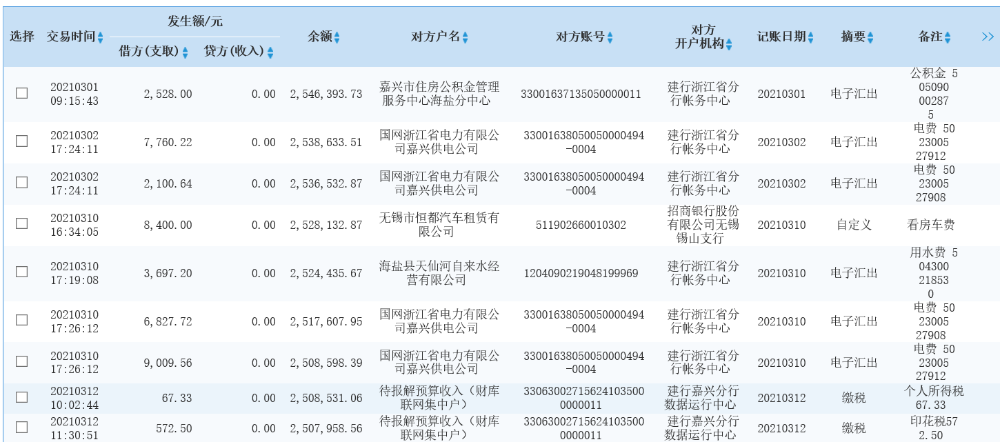 选择 交易时间 发生额/元 余额 对方户名 对方账号 对方 记账日期 摘要 备注 >>
借方(支取) 贷方(收入) 开户机构
20210301 2,528.00 0.00 2,546,393.73 嘉兴市住房公积金管理 33001637135050000011 建行浙江省分 20210301 电子汇出 公积金 5
09:15:43 服务中心海盐分中心 行帐务中心 05090
00287
5
20210302 7,760.22 0.00 2,538,633.51 国网浙江省电力有限公 33001638050050000494 建行浙江省分 20210302 电子汇出 电费 50
17:24:11 司嘉兴供电公司 -0004 行帐务中心 23005
27912
20210302 2,100.64 0.00 2,536,532.87 国网浙江省电力有限公 33001638050050000494 建行浙江省分 20210302 电子汇出 电费 50
17:24:11 司嘉兴供电公司 -0004 行帐务中心 23005
27908
20210310 8,400.00 0.00 2,528,132.87 无锡市恒都汽车租赁有 511902660010302 招商银行股份 20210310 自定义 看房车费
16:34:05 限公司 有限公司无锡
锡山支行
20210310 3,697.20 0.00 2,524,435.67 海盐县天仙河自来水经 1204090219048199969 建行浙江省分 20210310 电子汇出 用水费 5
17:19:08 营有限公司 行帐务中心 04300
21853
0
20210310 6,827.72 0.00 2,517,607.95 国网浙江省电力有限公 33001638050050000494 建行浙江省分 20210310 电子汇出 电费 50
17:26:12 司嘉兴供电公司 -0004 行帐务中心 23005
27908
20210310 9,009.56 0.00 2,508,598.39 国网浙江省电力有限公 33001638050050000494 建行浙江省分 20210310 电子汇出 电费 50
17:26:12 司嘉兴供电公司 -0004 行帐务中心 23005
27912
20210312 67.33 0.00 2,508,531.06 待报解预算收入（财库 33063002715624103500 建行嘉兴分行 20210312 缴税 个人所得税
10:02:44 联网集中户） 0000011 数据运行中心 67.33
20210312 572.50 0.00 2,507,958.56 待报解预算收入（财库 33063002715624103500 建行嘉兴分行 20210312 缴税 印花税57
11:30:51 联网集中户） 0000011 数据运行中心 2.50